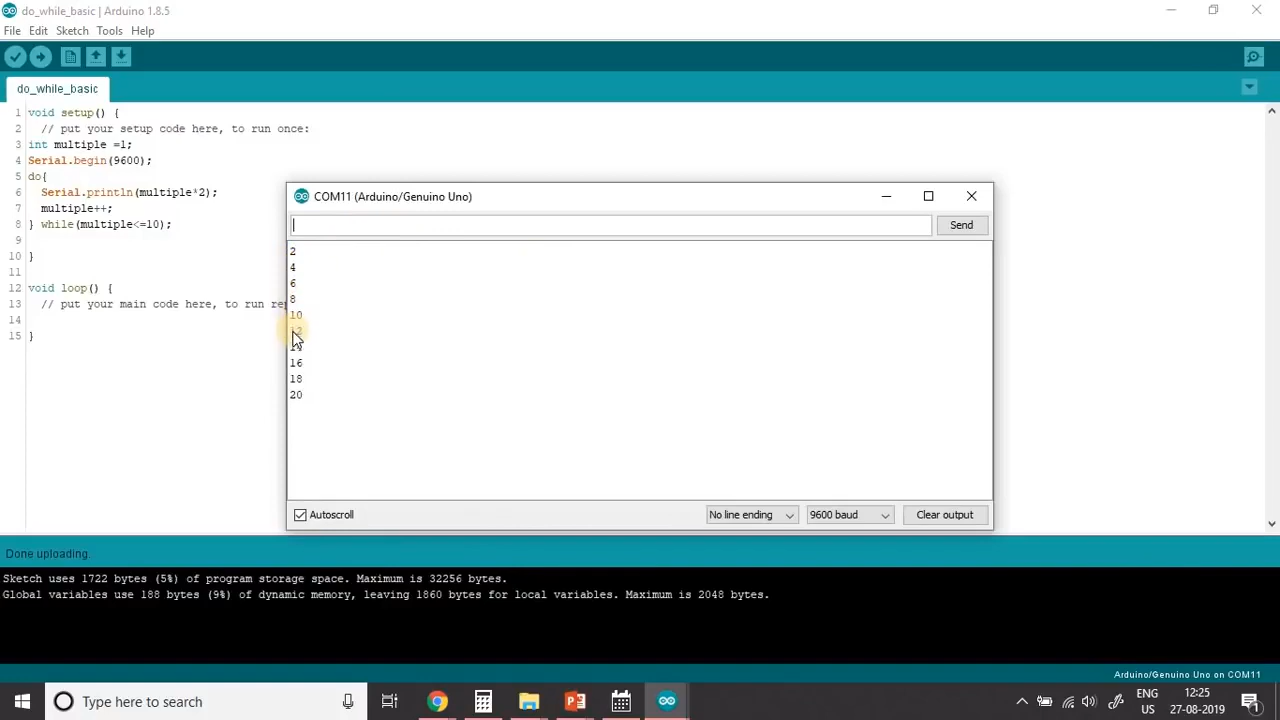 do_while_basic | Arduino 1.8.5
File Edit Sketch Tools Help
do_while_basic
1 void setup() {
2 // put your setup code here, to run once:
3 int multiple =1;
4 Serial.begin(9600);
5 do{
6 Serial.println(multiple*2);
7 multiple++;
8 } while(multiple<=10);
9
10 }
11
12 void loop() {
13 // put your main code here, to run
14
15 }
COM11 (Arduino/Genuino Uno)
Send
2
4
6
8
10
12
16
18
20
Autoscroll
No line ending
9600 baud
Clear output
Done uploading.
Sketch uses 1722 bytes (5%) of program storage space. Maximum is 32256 bytes.
Global variables use 188 bytes (9%) of dynamic memory, leaving 1860 bytes for local variables. Maximum is 2048 bytes.
Arduino/Genuino Uno on COM11
Type here to search
ENG
US
12:25
27-08-2019
1